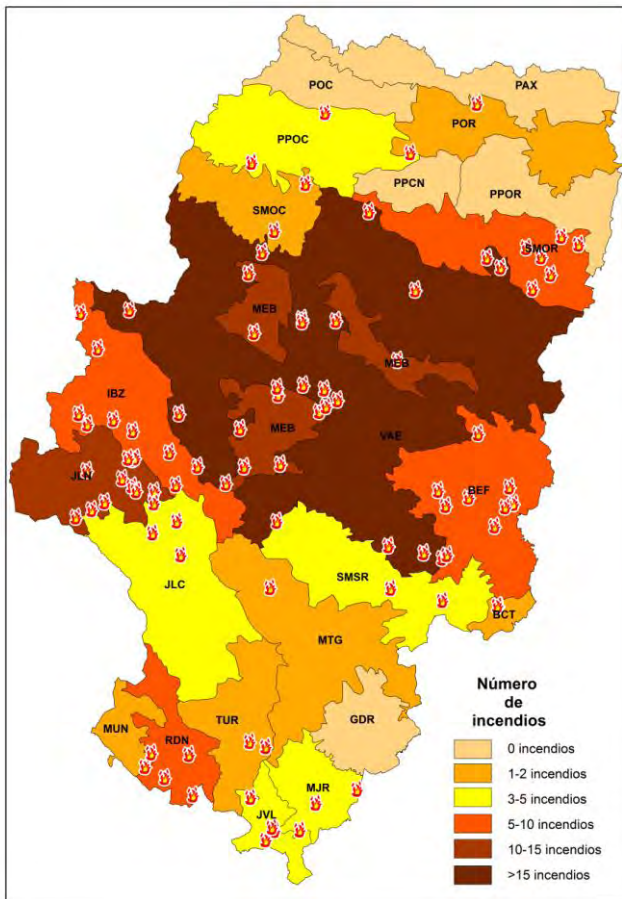 POC
PAX
POR
PPOC
PPCN
PPOR
SMOC
SMOR
MEB
MEB
IBZ
MEB
VAE
JLN
BEF
SMSR
JLC
BCT
MTG
GDR
MUN
RDN
TUR
MJR
JVL
Número
de
incendios
0 incendios
1-2 incendios
3-5 incendios
5-10 incendios
10-15 incendios
>15 incendios